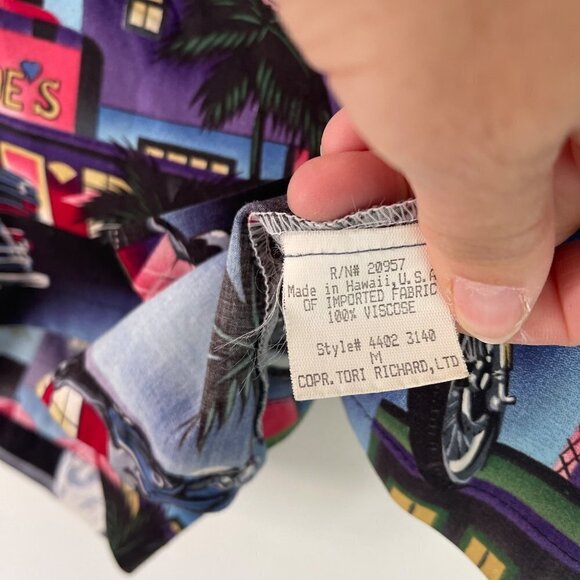 E'S
R/N# 20957
Made in Hawaii, U.S.A
OF IMPORTED FABRIC
100% VISCOSE
Style# 4402 3140
M
COPR. TORI RICHARD, LTD